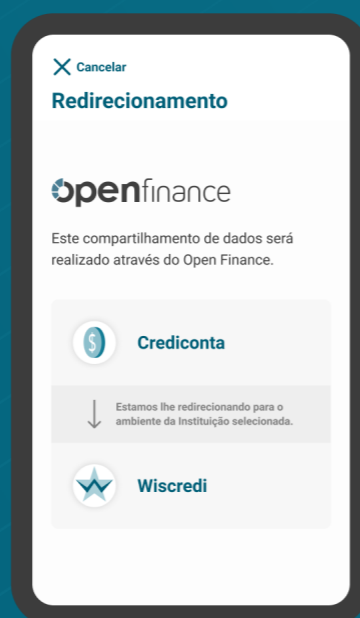 Cancelar
Redirecionamento
openfinance
Este compartilhamento de dados será
realizado através do Open Finance.
$
Crediconta
Estamos lhe redirecionando para o
ambiente da Instituição selecionada.
Wiscredi